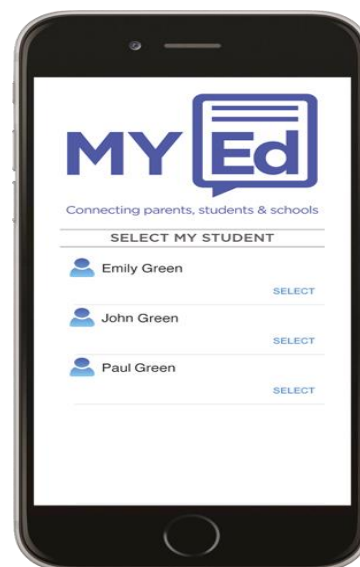 MY Ed
Connecting parents, students & schools
SELECT MY STUDENT
Emily Green
SELECT
John Green
SELECT
Paul Green
SELECT